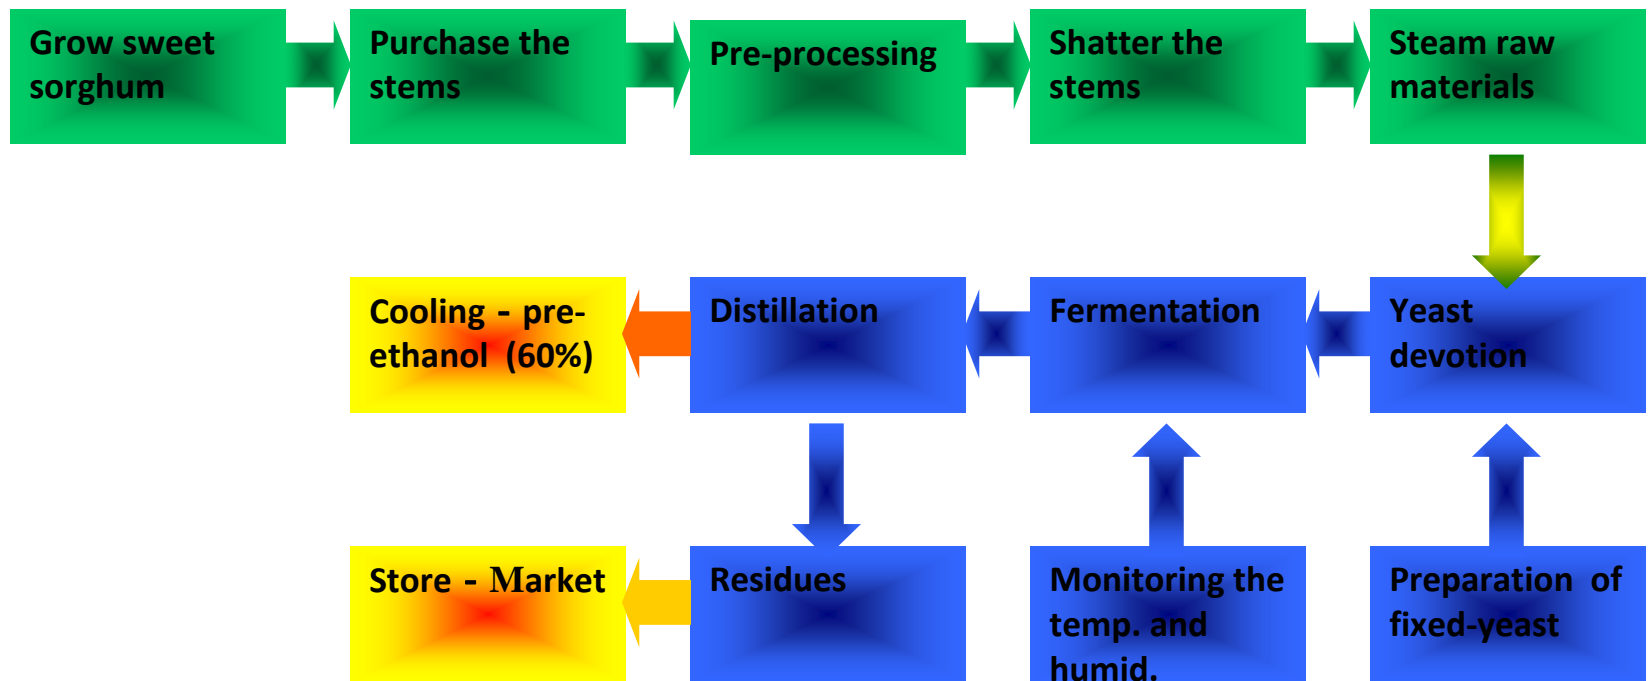 Grow sweet
sorghum
Purchase the
stems
Pre-processing
Shatter the
stems
Steam raw
materials
Cooling - pre-
ethanol (60%)
Distillation
Fermentation
Yeast
devotion
Store - Market
Residues
Monitoring the
temp. and
humid.
Preparation of
fixed-yeast